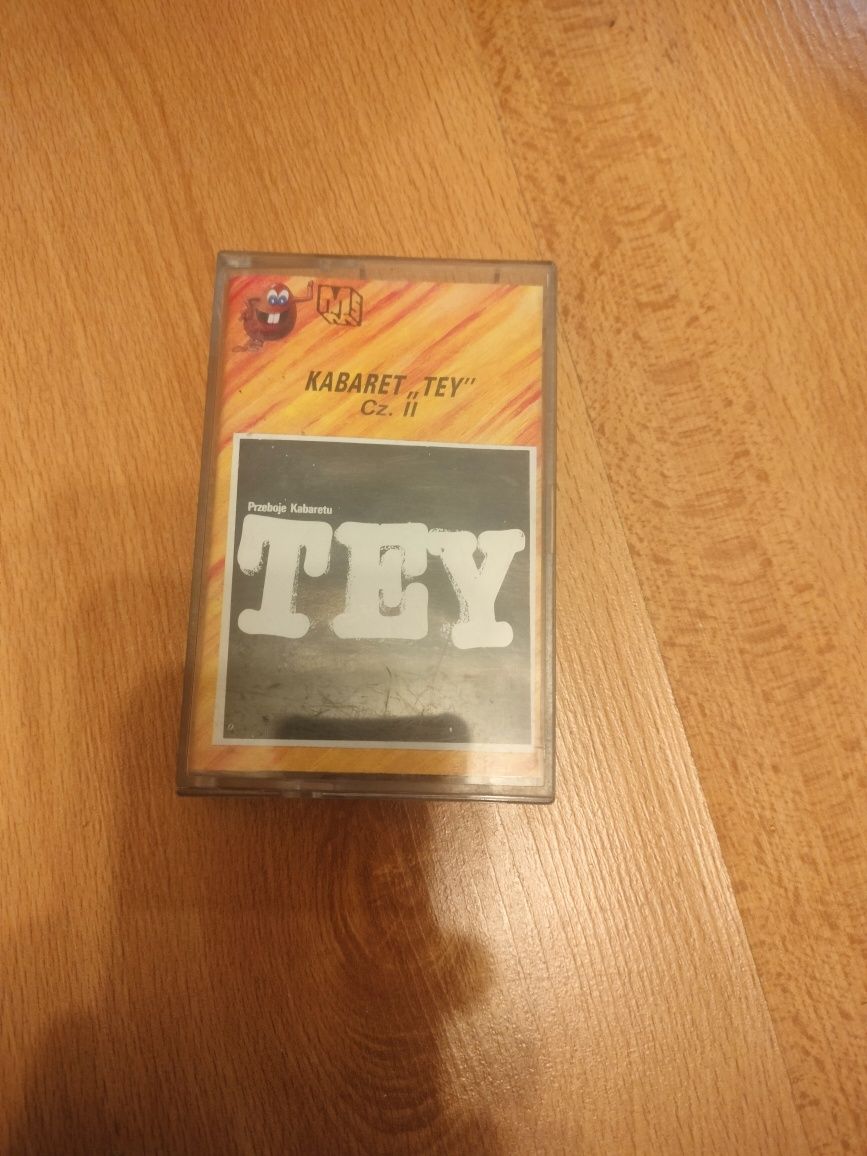 KABARET „TEY”
Cz. II
Przeboje Kabaretu
TEY